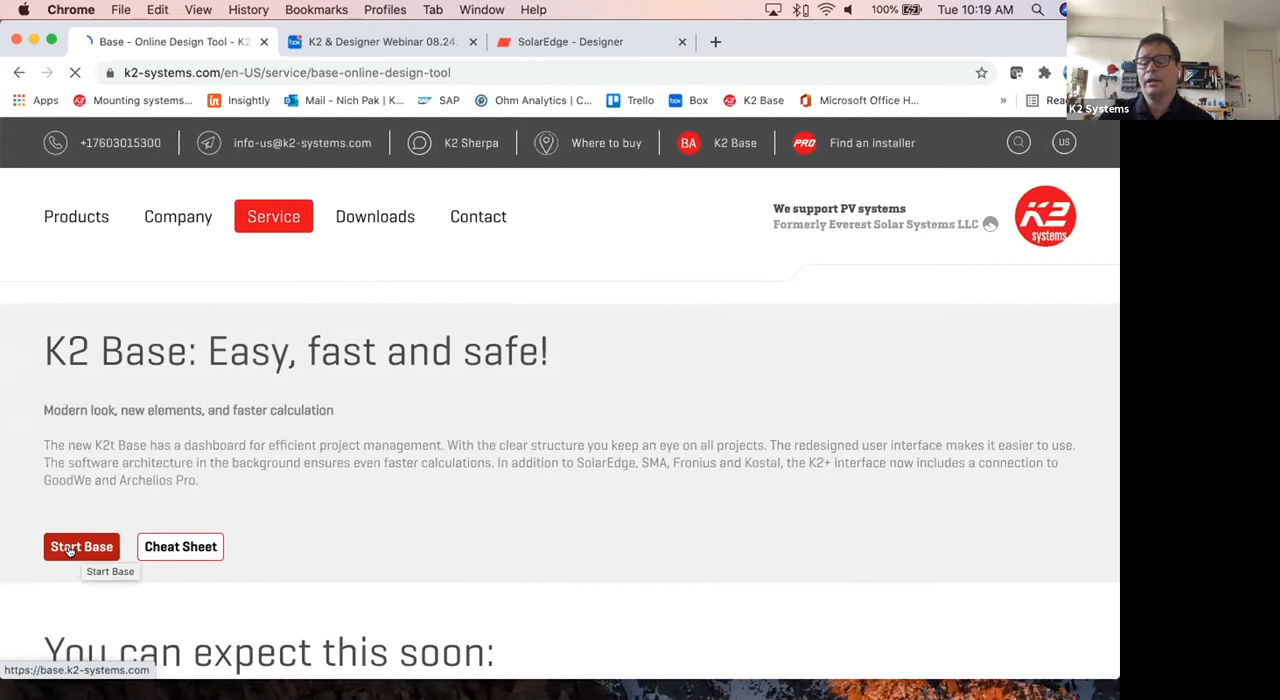 Chrome File Edit View History Bookmarks Profiles Tab Window Help 100% Tue 10:19 AM
Base - Online Design Tool - K2 K2 & Designer Webinar 08.24. SolarEdge - Designer
k2-systems.com/en-US/service/base-online-design-tool
Apps Mounting systems... Insightly Mail - Nich Pak | K... SAP Ohm Analytics | C... Trello Box K2 Base Microsoft Office H... » Rea
K2 Systems
+17603015300 info-us@k2-systems.com K2 Sherpa Where to buy BA K2 Base PRO Find an installer US
Products Company Service Downloads Contact
We support PV systems
Formerly Everest Solar Systems LLC
K2 systems
K2 Base: Easy, fast and safe!
Modern look, new elements, and faster calculation
The new K2t Base has a dashboard for efficient project management. With the clear structure you keep an eye on all projects. The redesigned user interface makes it easier to use.
The software architecture in the background ensures even faster calculations. In addition to SolarEdge, SMA, Fronius and Kostal, the K2+ interface now includes a connection to
GoodWe and Archelios Pro.
Start Base Cheat Sheet
Start Base
You can expect this soon:
https://base.k2-systems.com